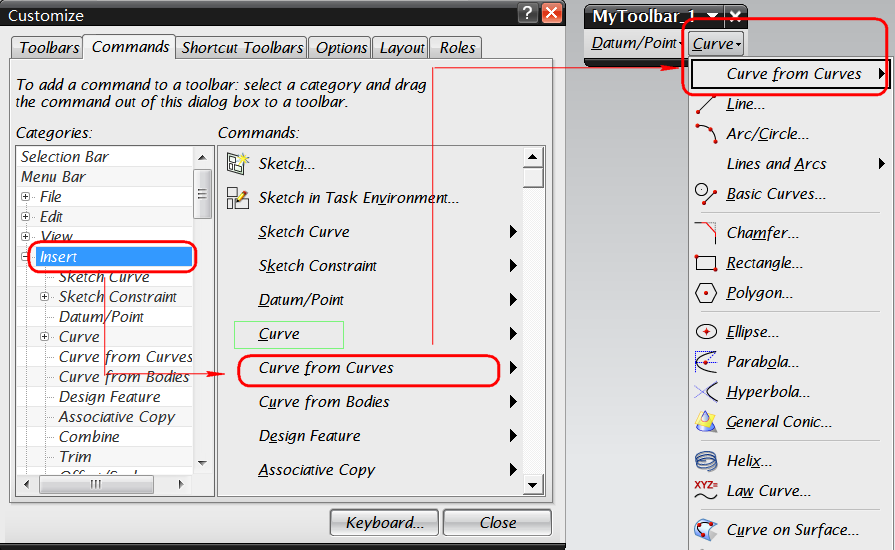 Customize
Toolbars Commands Shortcut Toolbars Options Layout Roles
To add a command to a toolbar: select a category and drag
the command out of this dialog box to a toolbar.
Categories:
Selection Bar
Menu Bar
File
Edit
View
Insert
Sketch Curve
Sketch Constraint
Datum/Point
Curve
Curve from Curves
Curve from Bodies
Design Feature
Associative Copy
Combine
Trim
Commands:
Sketch...
Sketch in Task Environment...
Sketch Curve
Sketch Constraint
Datum/Point
Curve
Curve from Curves
Curve from Bodies
Design Feature
Associative Copy
Keyboard... Close
MyToolbar_1
Datum/Point Curve
Curve from Curves
Line...
Arc/Circle...
Lines and Arcs
Basic Curves...
Chamfer...
Rectangle...
Polygon...
Ellipse...
Parabola...
Hyperbola...
General Conic...
Helix...
XYZ= Law Curve...
Curve on Surface...